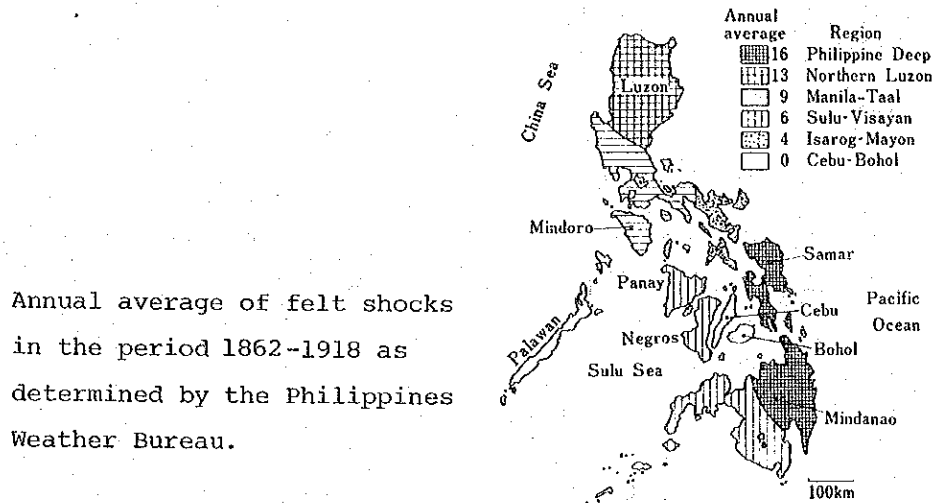 Annual
average Region
16 Philippine Deep
13 Northern Luzon
9 Manila-Taal
6 Sulu-Visayan
4 Isarog-Mayon
0 Cebu-Bohol
China Sea
Luzon
Mindoro
Samar
Panay
Cebu
Pacific
Ocean
Palawan
Negros
Bohol
Sulu Sea
Mindanao
100km
Annual average of felt shocks
in the period 1862-1918 as
determined by the Philippines
Weather Bureau.